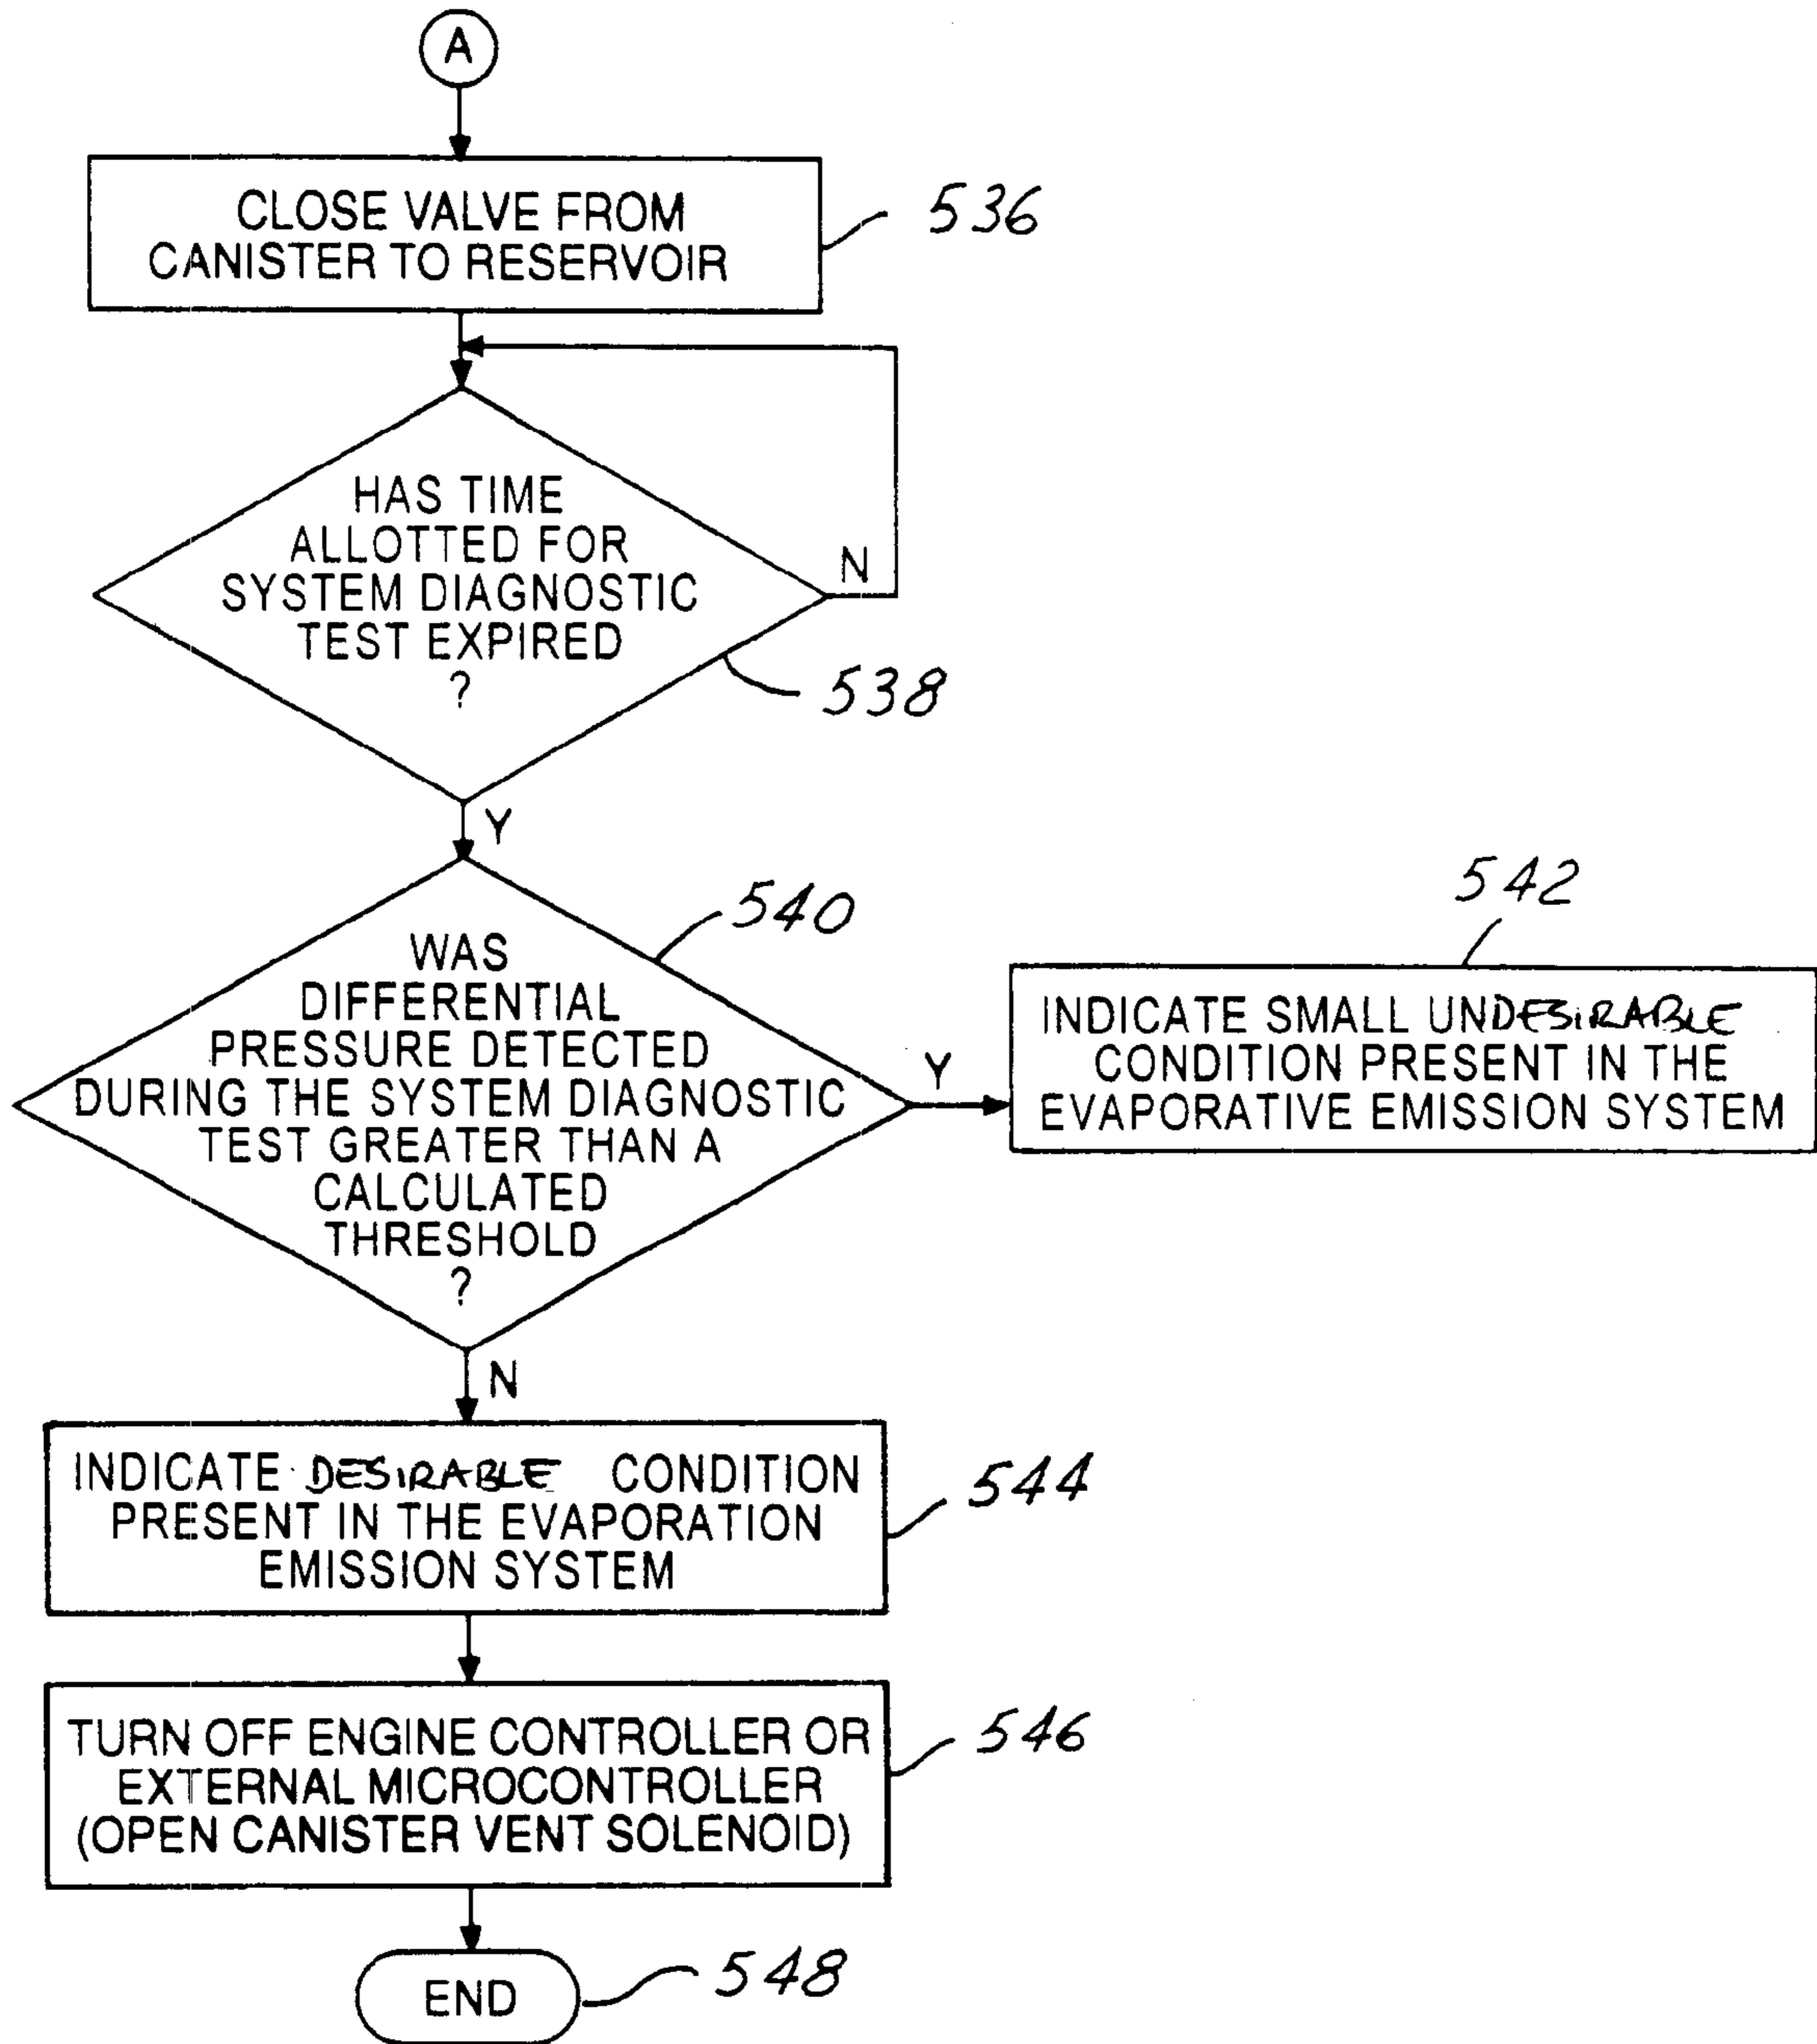 A
CLOSE VALVE FROM
CANISTER TO RESERVOIR
536
HAS TIME
ALLOTTED FOR
SYSTEM DIAGNOSTIC
TEST EXPIRED
?
N
538
Y
WAS
DIFFERENTIAL
PRESSURE DETECTED
DURING THE SYSTEM DIAGNOSTIC
TEST GREATER THAN A
CALCULATED
THRESHOLD
?
540
Y
542
INDICATE SMALL UNDESIRABLE
CONDITION PRESENT IN THE
EVAPORATIVE EMISSION SYSTEM
N
INDICATE DESIRABLE CONDITION
PRESENT IN THE EVAPORATION
EMISSION SYSTEM
544
TURN OFF ENGINE CONTROLLER OR
EXTERNAL MICROCONTROLLER
(OPEN CANISTER VENT SOLENOID)
546
END
548